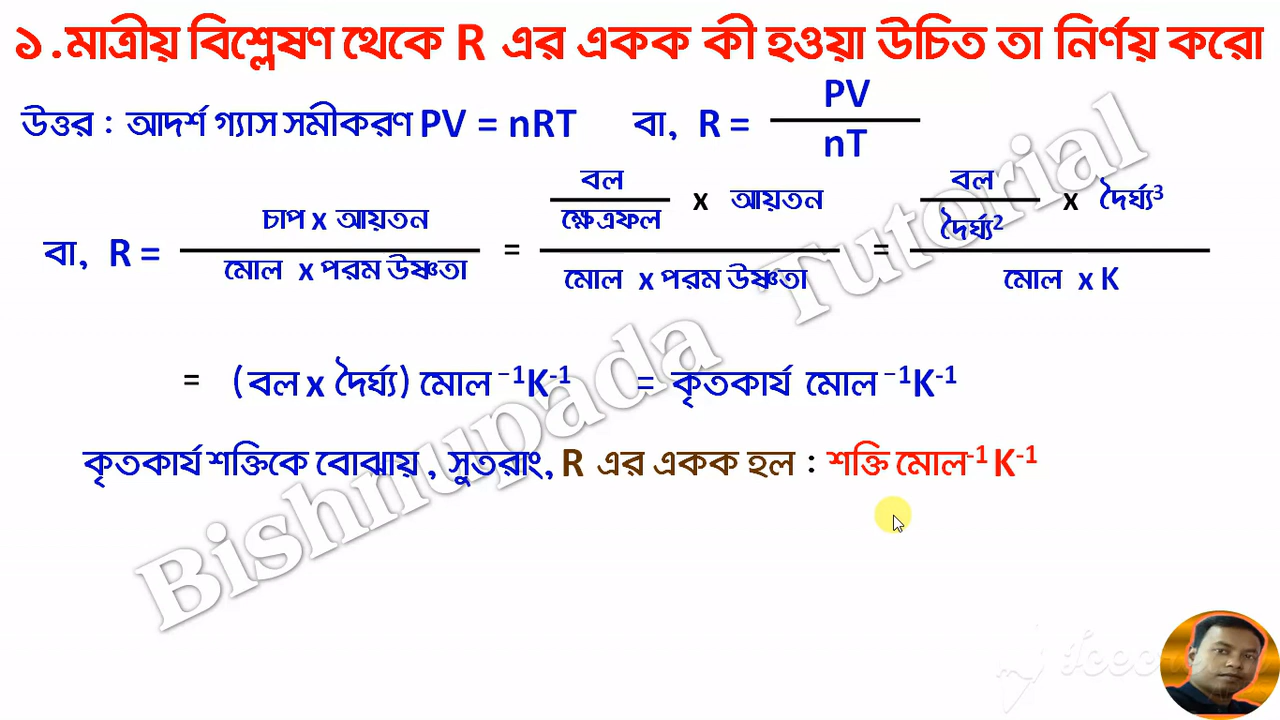 ১.মাত্রীয় বিশ্লেষণ থেকে R এর একক কী হওয়া উচিত তা নির্ণয় করো
উত্তর : আদর্শ গ্যাস সমীকরণ PV = nRT বা, R = PV / nT
বা, R = চাপ x আয়তন / মোল x পরম উষ্ণতা = বল / ক্ষেত্রফল x আয়তন / মোল x পরম উষ্ণতা = বল / দৈর্ঘ্য² x দৈর্ঘ্য³ / মোল x K
= (বল x দৈর্ঘ্য) মোল⁻¹K⁻¹ = কৃতকার্য মোল⁻¹K⁻¹
কৃতকার্য শক্তিকে বোঝায় , সুতরাং, R এর একক হল : শক্তি মোল⁻¹ K⁻¹
Bishnupada Tutorial